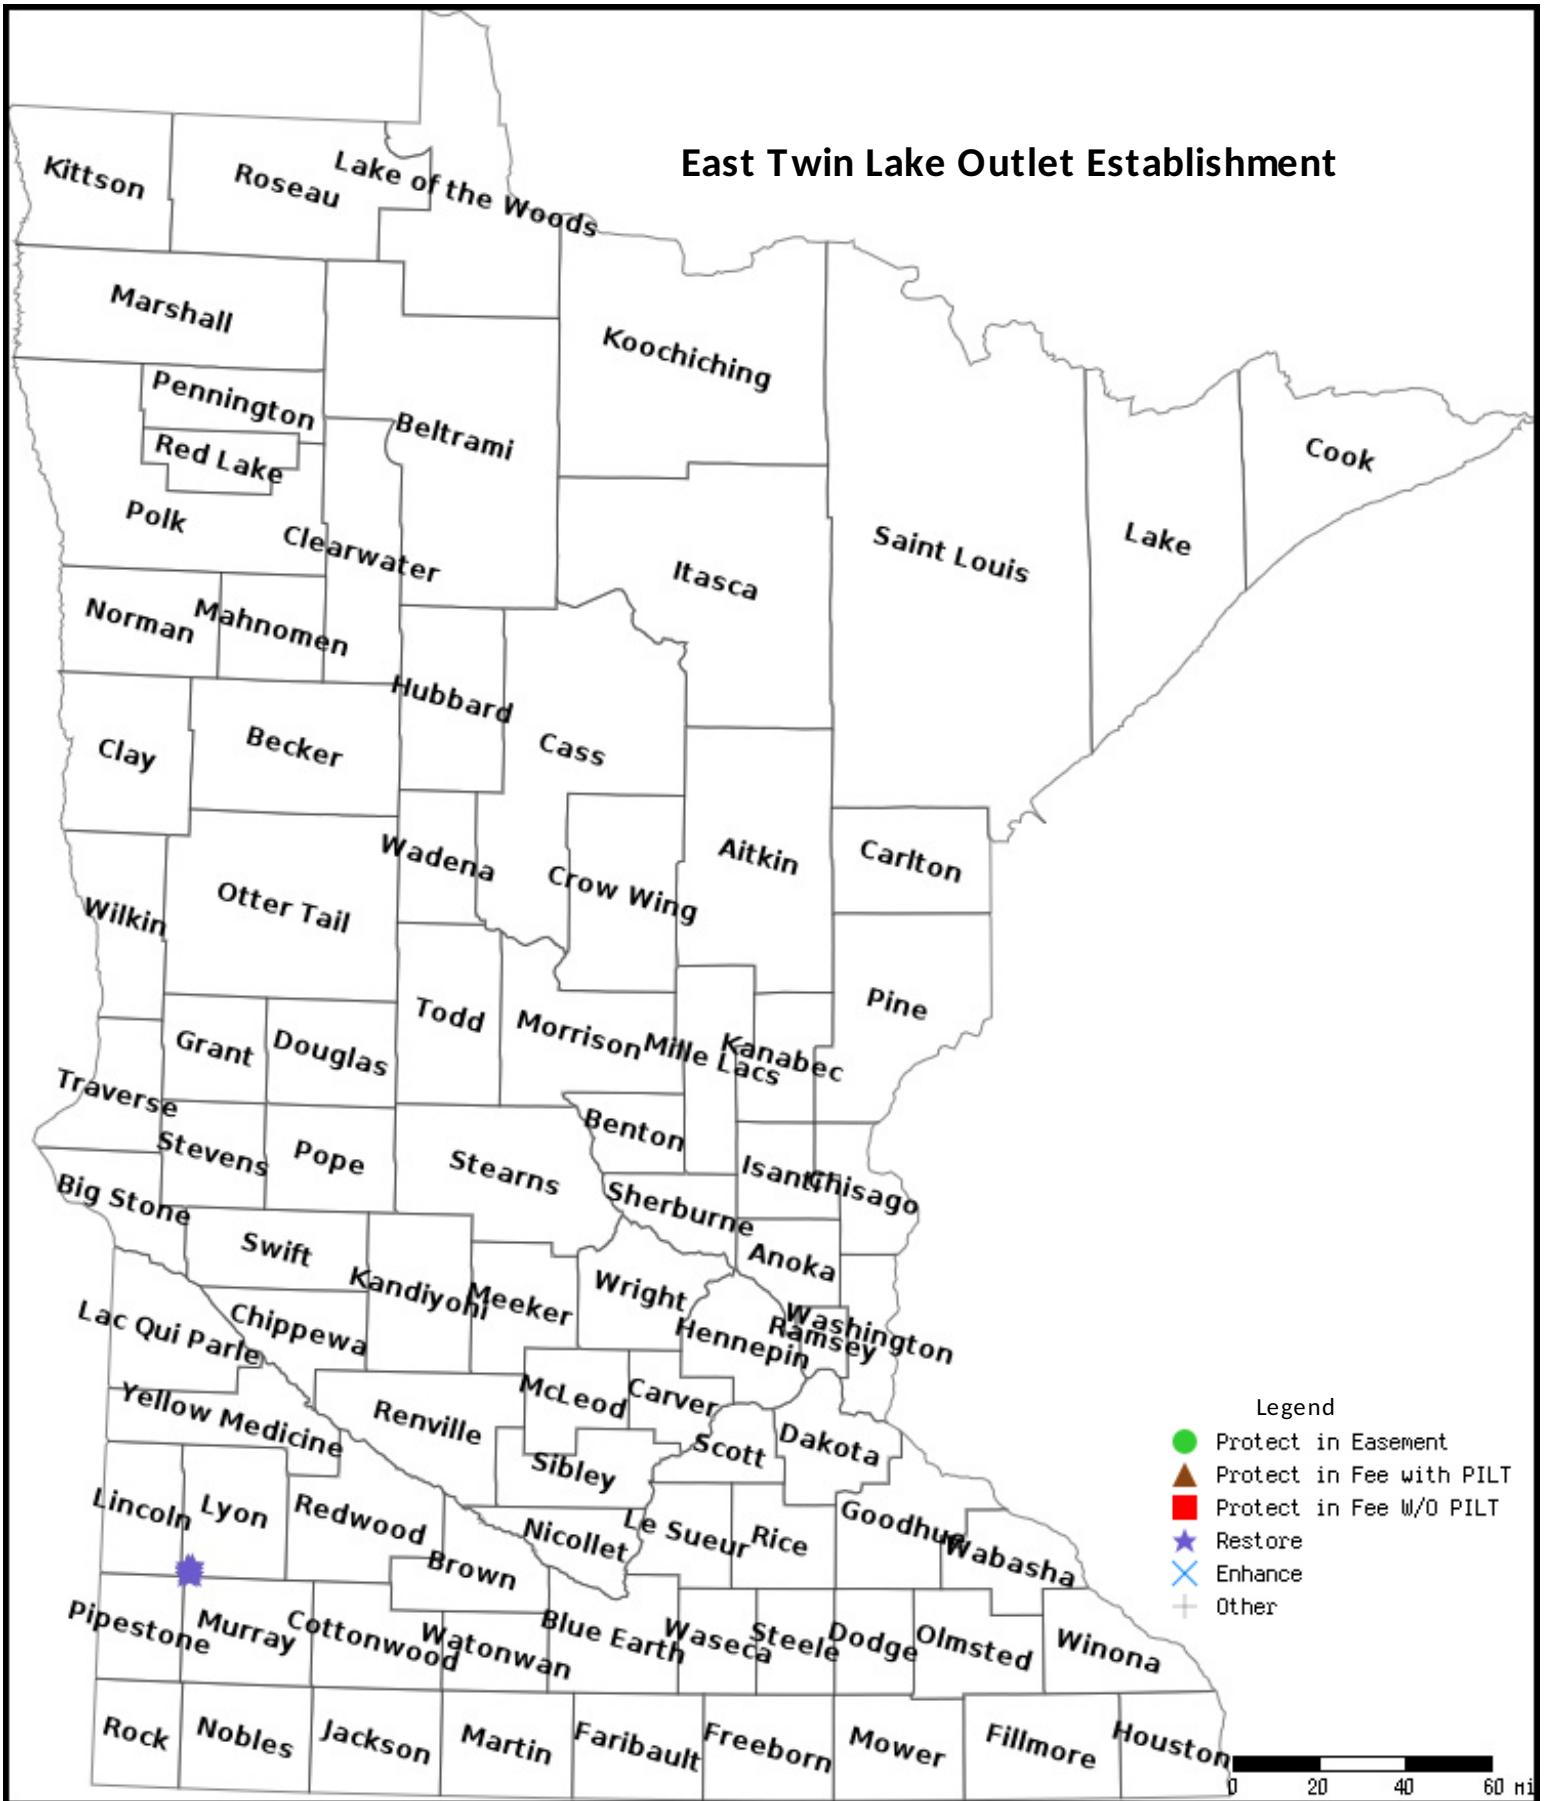 East Twin Lake Outlet Establishment
Kittson
Roseau
Lake of the Woods
Marshall
Koochiching
Pennington
Beltrami
Red Lake
Cook
Polk
Clearwater
Saint Louis
Lake
Itasca
Norman
Mahnomen
Hubbard
Clay
Becker
Cass
Wadena
Aitkin
Carlton
Otter Tail
Crow Wing
Wilkin
Todd
Morrison
Mille Lacs
Kanabec
Pine
Grant
Douglas
Traverse
Stevens
Pope
Stearns
Benton
Isanti
Chisago
Big Stone
Sherburne
Swift
Anoka
Kandiyohi
Meeker
Wright
Lac Qui Parle
Chippewa
Hennepin
Ramsey
Washington
Yellow Medicine
Renville
McLeod
Carver
Scott
Dakota
Sibley
Lincoln
Lyon
Redwood
Nicollet
Le Sueur
Rice
Goodhue
Wabasha
Brown
Pipestone
Murray
Cottonwood
Watonwan
Blue Earth
Waseca
Steele
Dodge
Olmsted
Winona
Rock
Nobles
Jackson
Martin
Faribault
Freeborn
Mower
Fillmore
Houston
Legend
Protect in Easement
Protect in Fee with PILT
Protect in Fee W/O PILT
Restore
Enhance
Other
0 20 40 60 mi